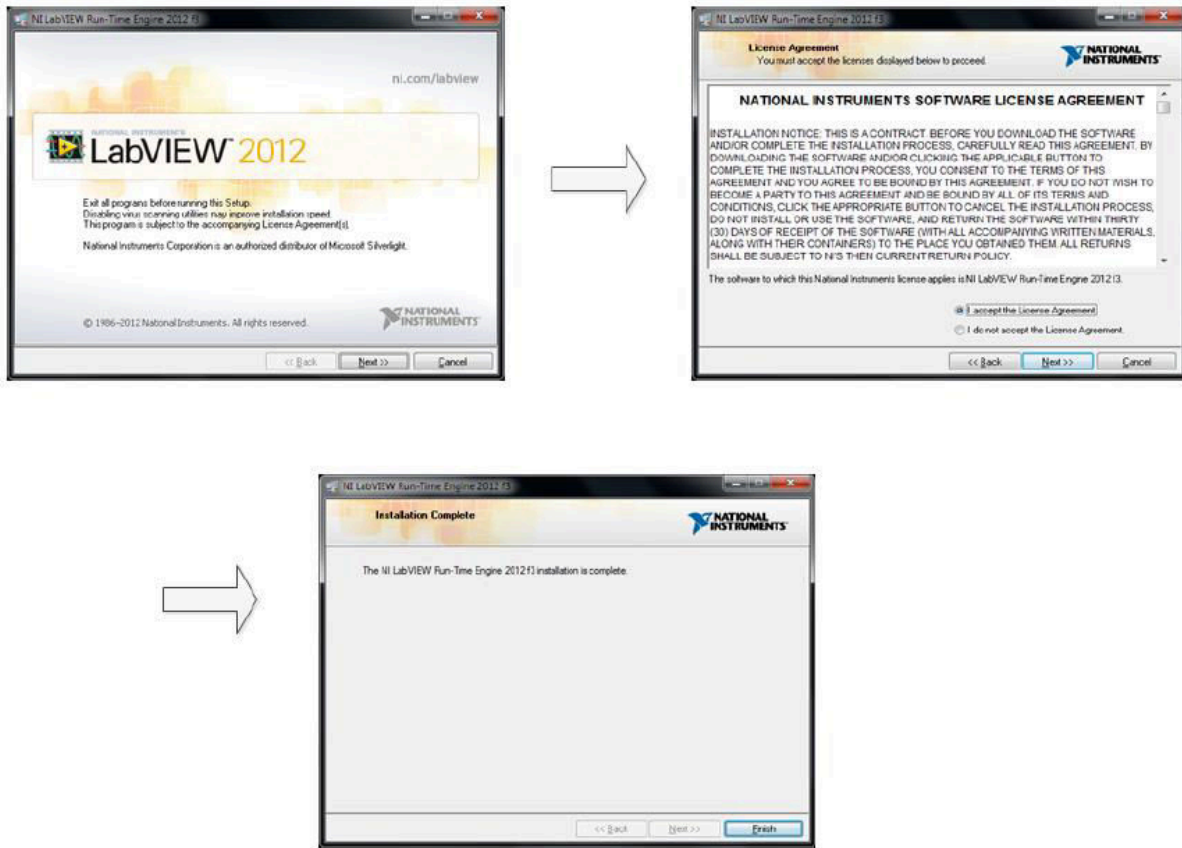 NI LabVIEW Run-Time Engine 2012 f3
ni.com/labview
NATIONAL INSTRUMENTS
LabVIEW™ 2012
Exit all programs before running this Setup.
Disabling virus scanning utilities may improve installation speed.
This program is subject to the accompanying License Agreement(s).
National Instruments Corporation is an authorized distributor of Microsoft Silverlight.
© 1986–2012 National Instruments. All rights reserved.
NATIONAL
INSTRUMENTS
<< Back Next >> Cancel
NI LabVIEW Run-Time Engine 2012 f3
License Agreement
You must accept the licenses displayed below to proceed.
NATIONAL
INSTRUMENTS
NATIONAL INSTRUMENTS SOFTWARE LICENSE AGREEMENT
INSTALLATION NOTICE: THIS IS A CONTRACT. BEFORE YOU DOWNLOAD THE SOFTWARE
AND/OR COMPLETE THE INSTALLATION PROCESS, CAREFULLY READ THIS AGREEMENT. BY
DOWNLOADING THE SOFTWARE AND/OR CLICKING THE APPLICABLE BUTTON TO
COMPLETE THE INSTALLATION PROCESS, YOU CONSENT TO THE TERMS OF THIS
AGREEMENT AND YOU AGREE TO BE BOUND BY THIS AGREEMENT. IF YOU DO NOT WISH TO
BECOME A PARTY TO THIS AGREEMENT AND BE BOUND BY ALL OF ITS TERMS AND
CONDITIONS, CLICK THE APPROPRIATE BUTTON TO CANCEL THE INSTALLATION PROCESS,
DO NOT INSTALL OR USE THE SOFTWARE, AND RETURN THE SOFTWARE WITHIN THIRTY
(30) DAYS OF RECEIPT OF THE SOFTWARE (WITH ALL ACCOMPANYING WRITTEN MATERIALS,
ALONG WITH THEIR CONTAINERS) TO THE PLACE YOU OBTAINED THEM. ALL RETURNS
SHALL BE SUBJECT TO NI'S THEN CURRENT RETURN POLICY.
The software to which this National Instruments license applies is NI LabVIEW Run-Time Engine 2012 f3.
I accept the License Agreement.
I do not accept the License Agreement.
<< Back Next >> Cancel
NI LabVIEW Run-Time Engine 2012 f3
Installation Complete
NATIONAL
INSTRUMENTS
The NI LabVIEW Run-Time Engine 2012 f3 installation is complete.
<< Back Next >> Finish